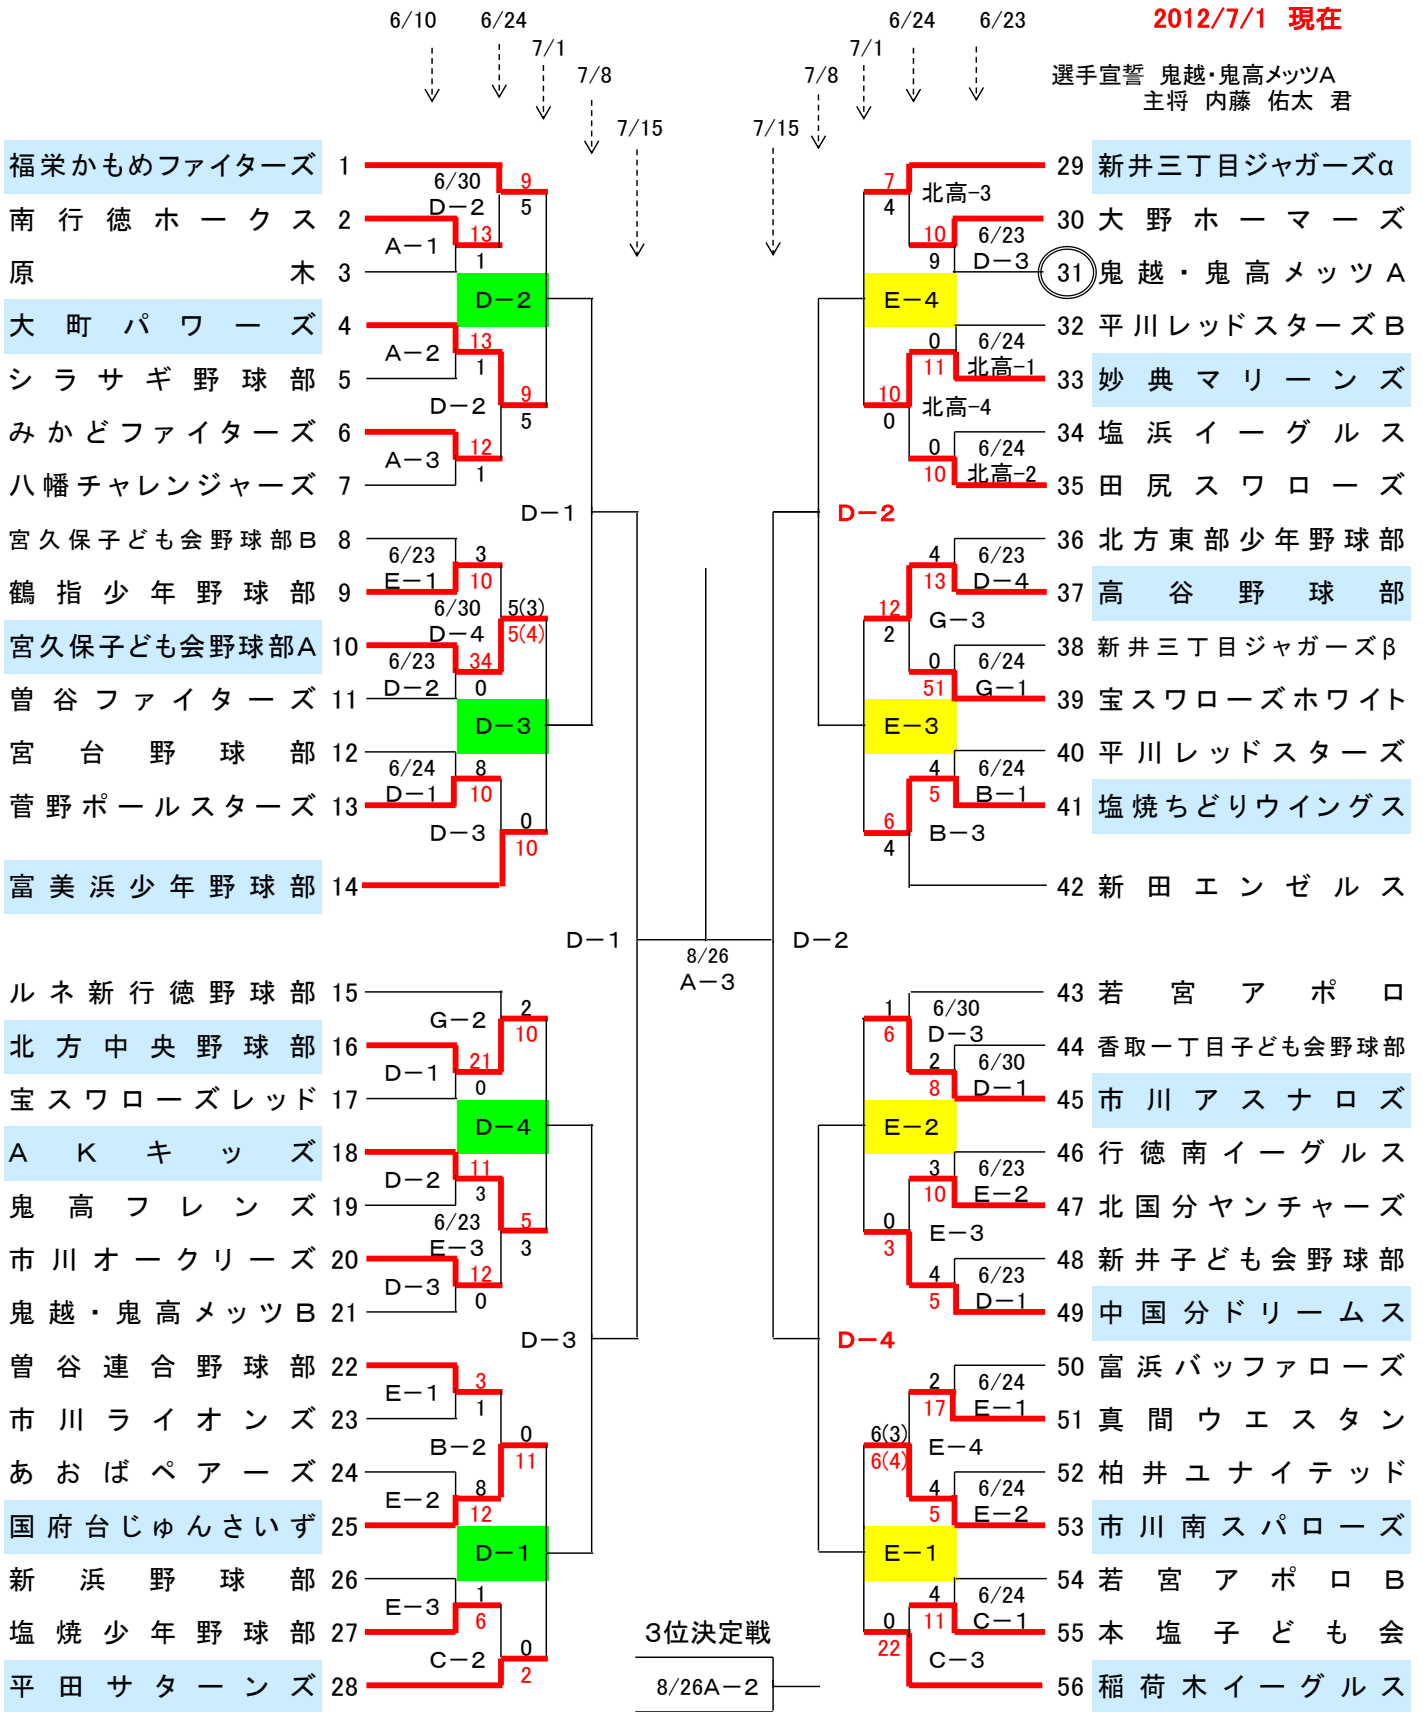 6/10
6/24
7/1
7/8
7/15
7/15
7/8
7/1
6/24
6/23
2012/7/1 現在
選手宣誓 鬼越・鬼高メッツA
主将 内藤 佑太 君
福栄かもめファイターズ 1
南行徳ホークス 2
原木 3
大町パワーズ 4
シラサギ野球部 5
みかどファイターズ 6
八幡チャレンジャーズ 7
宮久保子ども会野球部B 8
鶴指少年野球部 9
宮久保子ども会野球部A 10
曽谷ファイターズ 11
宮台野球部 12
菅野ポールスターズ 13
富美浜少年野球部 14
ルネ新行徳野球部 15
北方中央野球部 16
宝スワローズレッド 17
AKキッズ 18
鬼高フレンズ 19
市川オークリーズ 20
鬼越・鬼高メッツB 21
曽谷連合野球部 22
市川ライオンズ 23
あおばペアーズ 24
国府台じゅんさいず 25
新浜野球部 26
塩焼少年野球部 27
平田サターンズ 28
6/30
D-2
9
5
A-1
13
1
D-2
A-2
13
1
D-2
9
5
A-3
12
1
D-1
6/23
E-1
3
10
6/30
D-4
5(3)
5(4)
6/23
D-2
34
0
D-3
6/24
D-1
8
10
D-3
0
10
D-1
G-2
2
10
D-1
21
0
D-4
D-2
11
3
6/23
E-3
5
3
D-3
12
0
D-3
E-1
3
1
B-2
0
11
E-2
8
12
D-1
E-3
1
6
C-2
0
2
8/26
A-3
3位決定戦
8/26A-2
29 新井三丁目ジャガーズα
30 大野ホーマーズ
31 鬼越・鬼高メッツA
32 平川レッドスターズB
33 妙典マリーンズ
34 塩浜イーグルス
35 田尻スワローズ
36 北方東部少年野球部
37 高谷野球部
38 新井三丁目ジャガーズβ
39 宝スワローズホワイト
40 平川レッドスターズ
41 塩焼ちどりウイングス
42 新田エンゼルス
43 若宮アポロ
44 香取一丁目子ども会野球部
45 市川アスナロズ
46 行徳南イーグルス
47 北国分ヤンチャーズ
48 新井子ども会野球部
49 中国分ドリームス
50 富浜バッファローズ
51 真間ウエスタン
52 柏井ユナイテッド
53 市川南スパローズ
54 若宮アポロB
55 本塩子ども会
56 稲荷木イーグルス
7
4
北高-3
10
9
6/23
D-3
E-4
0
11
6/24
北高-1
10
0
北高-4
0
10
6/24
北高-2
D-2
4
13
6/23
D-4
12
2
G-3
0
51
6/24
G-1
E-3
4
5
6/24
B-1
6
4
B-3
D-2
1
6
6/30
D-3
2
8
6/30
D-1
E-2
3
10
6/23
E-2
0
3
E-3
4
5
6/23
D-1
D-4
2
17
6/24
E-1
6(3)
6(4)
E-4
4
5
6/24
E-2
E-1
4
11
6/24
C-1
0
22
C-3